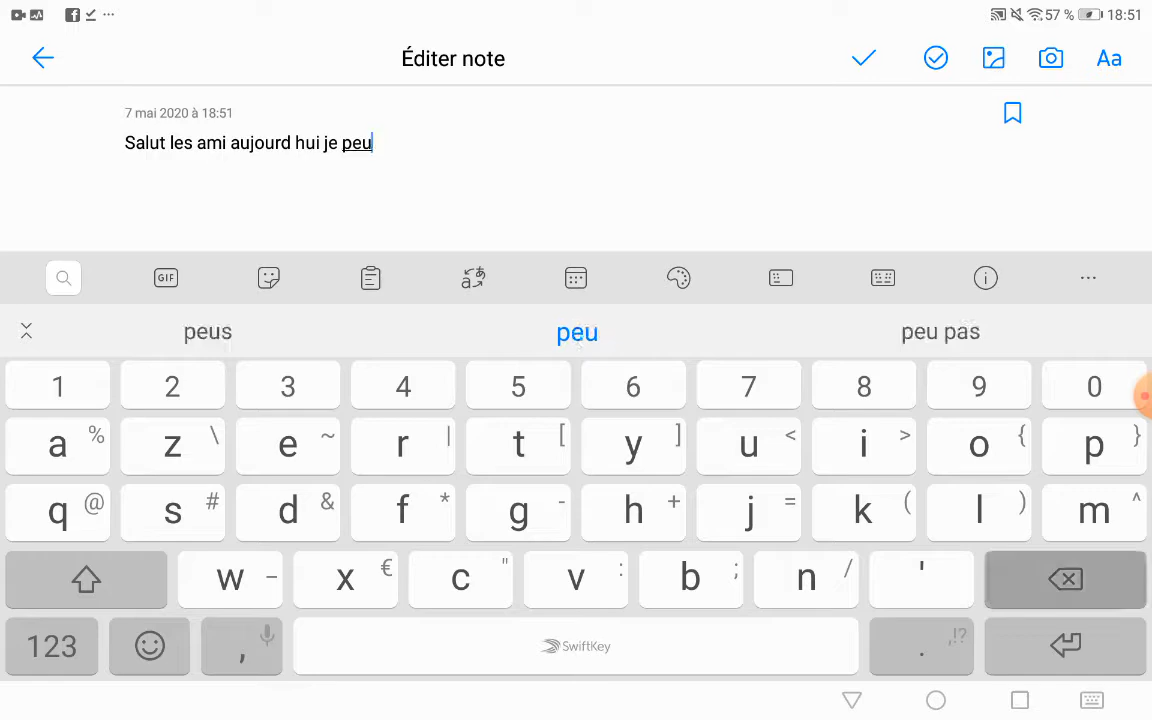 57 % 18:51
Éditer note
Aa
7 mai 2020 à 18:51
Salut les ami aujourd hui je peu
GIF
peus peu peu pas
1 2 3 4 5 6 7 8 9 0
a % z \ e ~ r | t [ y ] u < i > o { p }
q @ s # d & f * g - h + j = k ( l ) m ^
w _ x € c " v : b ; n / '
123 , SwiftKey . ,!?